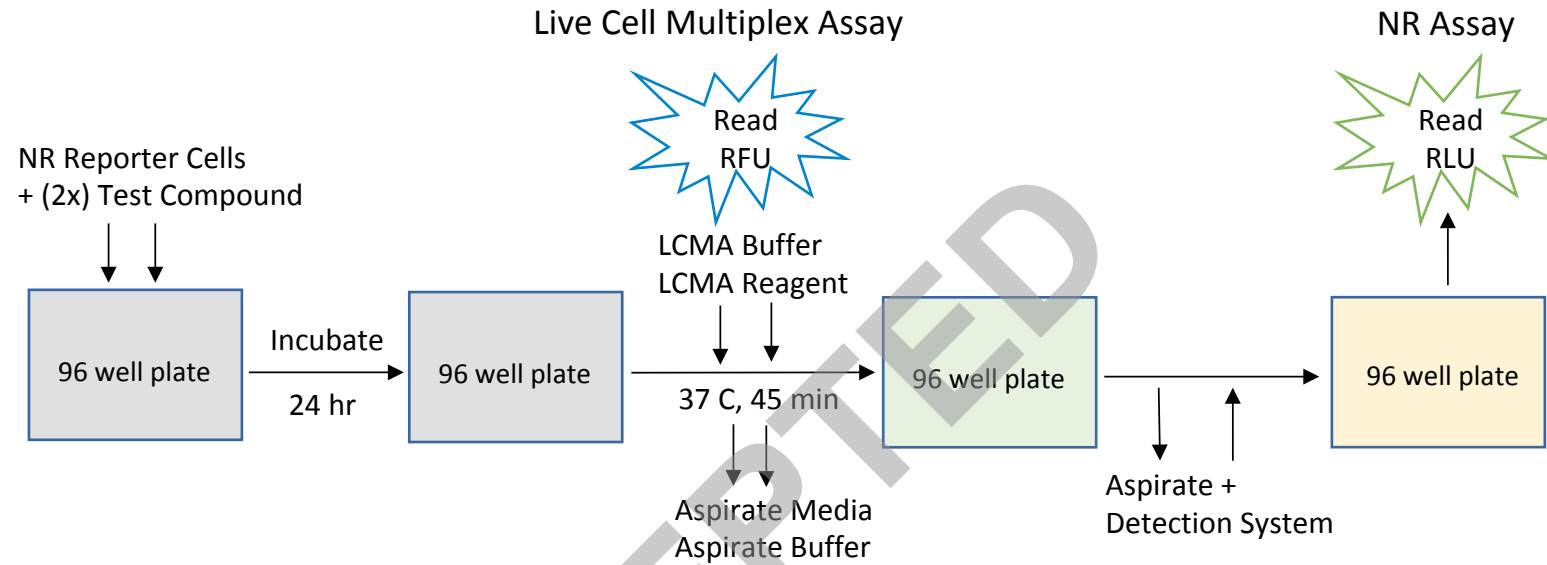 Live Cell Multiplex Assay
NR Assay
Read
RFU
Read
RLU
NR Reporter Cells
+ (2x) Test Compound
LCMA Buffer
LCMA Reagent
96 well plate
Incubate
24 hr
96 well plate
37 C, 45 min
96 well plate
96 well plate
Aspirate Media
Aspirate Buffer
Aspirate +
Detection System
PTED